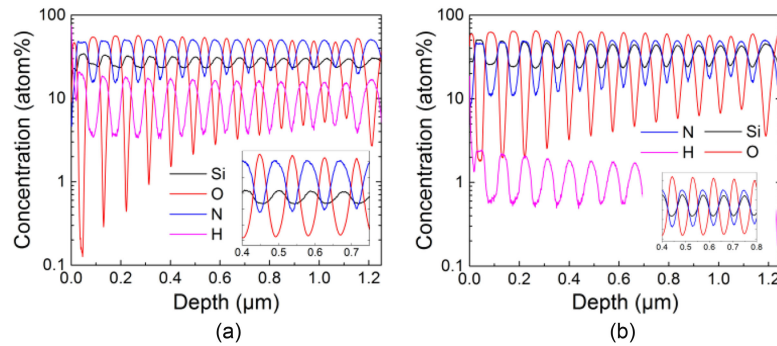 100
10
1
0.1
Concentration (atom%)
Si
O
N
H
0.4 0.5 0.6 0.7
0.0 0.2 0.4 0.6 0.8 1.0 1.2
Depth (µm)
(a)
100
10
1
0.1
Concentration (atom%)
N Si
H O
0.4 0.5 0.6 0.7 0.8
0.0 0.2 0.4 0.6 0.8 1.0 1.2
Depth (µm)
(b)